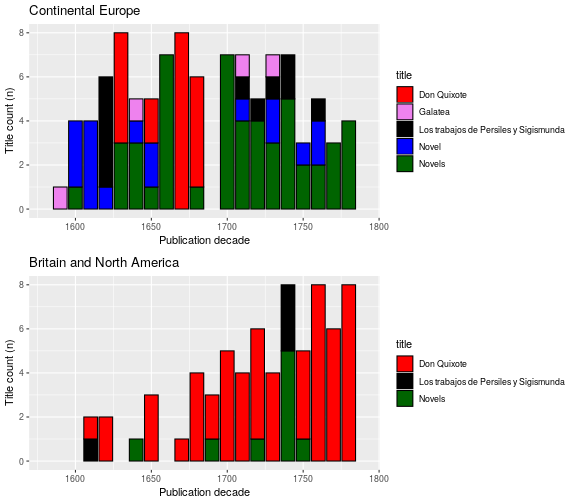 Continental Europe
8
6
4
2
0
Title count (n)
1600
1650
1700
1750
1800
Publication decade
title
Don Quixote
Galatea
Los trabajos de Persiles y Sigismunda
Novel
Novels
Britain and North America
8
6
4
2
0
Title count (n)
1600
1650
1700
1750
1800
Publication decade
title
Don Quixote
Los trabajos de Persiles y Sigismunda
Novels